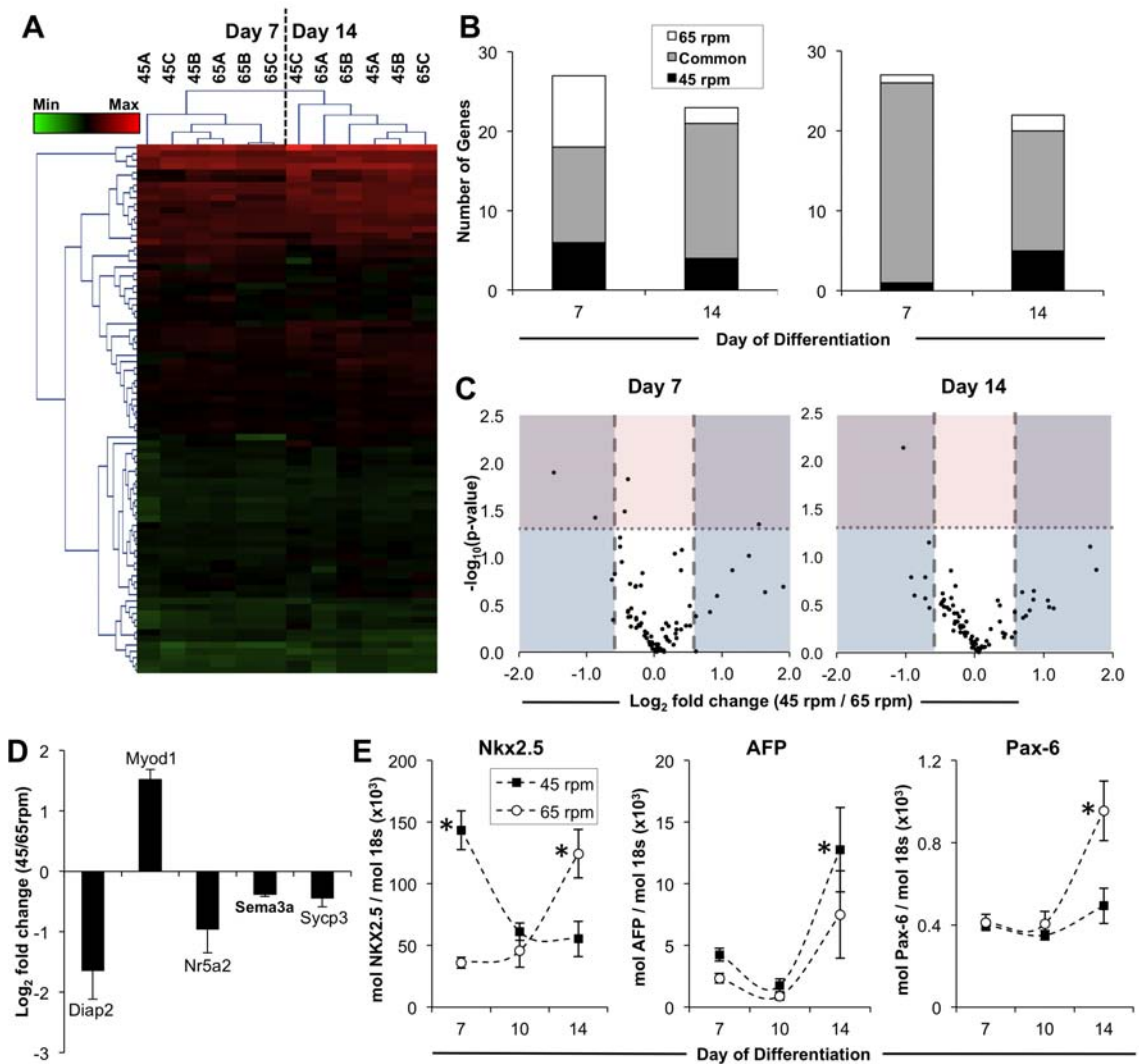 A
Day 7 Day 14
45A 45C 45B 65A 65B 65C 45C 65A 65B 45A 45B 65C
Min Max
B
65 rpm
Common
45 rpm
Number of Genes
30
20
10
0
7 14
30
20
10
0
7 14
Day of Differentiation
C
Day 7
Day 14
-log10(p-value)
2.5
2.0
1.5
1.0
0.5
0.0
-2.0 -1.0 0.0 1.0 2.0
2.5
2.0
1.5
1.0
0.5
0.0
-2.0 -1.0 0.0 1.0 2.0
Log2 fold change (45 rpm / 65 rpm)
D
Log2 fold change (45/65rpm)
2
1
0
-1
-2
-3
Myod1
Diap2
Nr5a2
Sema3a
Sycp3
E
Nkx2.5
mol NKX2.5 / mol 18s (x10³)
200
150
100
50
0
45 rpm
65 rpm
* *
7 10 14
AFP
mol AFP / mol 18s (x10³)
20
15
10
5
0
*
7 10 14
Pax-6
mol Pax-6 / mol 18s (x10³)
1.2
0.8
0.4
0
*
7 10 14
Day of Differentiation